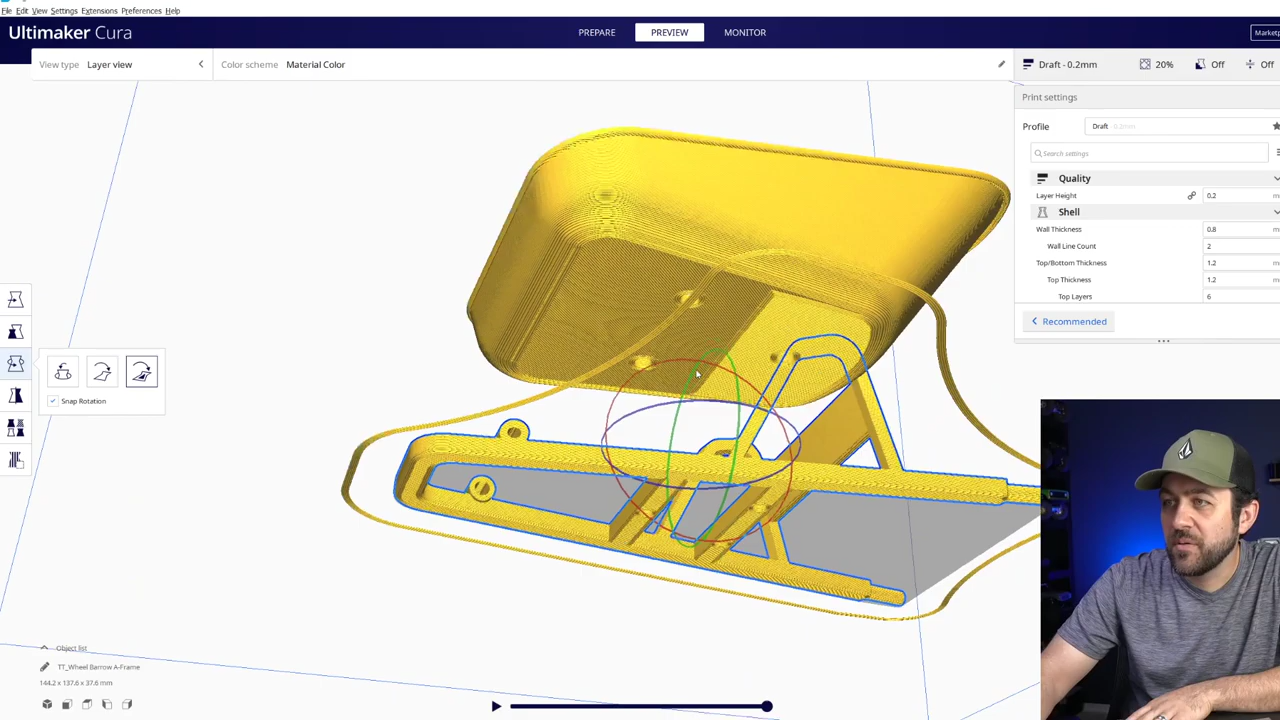 File Edit View Settings Extensions Preferences Help
Ultimaker Cura
PREPARE PREVIEW MONITOR
View type Layer view
Color scheme Material Color
Draft - 0.2mm 20% Off Off
Print settings
Profile Draft 0.2mm
Search settings
Quality
Layer Height 0.2
Shell
Wall Thickness 0.8
Wall Line Count 2
Top/Bottom Thickness 1.2
Top Thickness 1.2
Top Layers 6
Recommended
Snap Rotation
Object list
TT_Wheel Barrow A-Frame
144.2 x 137.6 x 37.6 mm